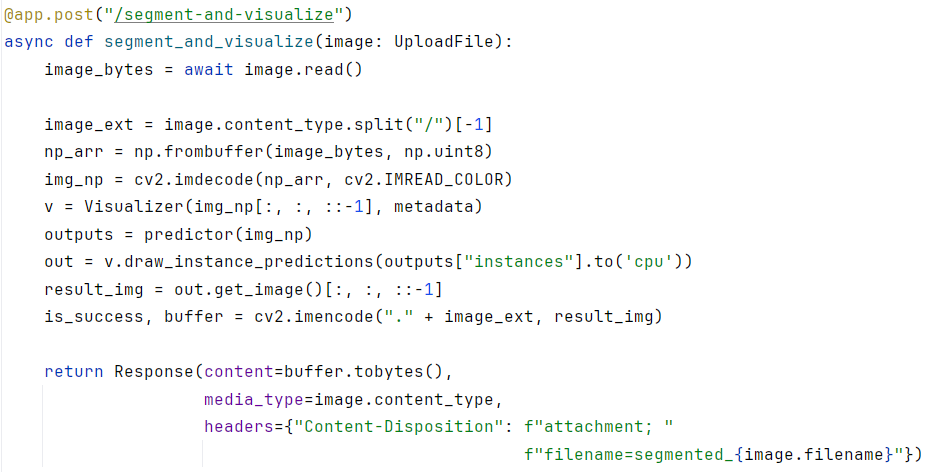 @app.post("/segment-and-visualize")
async def segment_and_visualize(image: UploadFile):
    image_bytes = await image.read()

    image_ext = image.content_type.split("/")[-1]
    np_arr = np.frombuffer(image_bytes, np.uint8)
    img_np = cv2.imdecode(np_arr, cv2.IMREAD_COLOR)
    v = Visualizer(img_np[:, :, ::-1], metadata)
    outputs = predictor(img_np)
    out = v.draw_instance_predictions(outputs["instances"].to('cpu'))
    result_img = out.get_image()[:, :, ::-1]
    is_success, buffer = cv2.imencode("." + image_ext, result_img)

    return Response(content=buffer.tobytes(),
                    media_type=image.content_type,
                    headers={"Content-Disposition": f"attachment; "
                                                    f"filename=segmented_{image.filename}"})